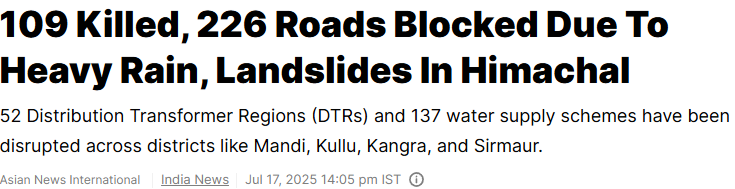 109 Killed, 226 Roads Blocked Due To
Heavy Rain, Landslides In Himachal
52 Distribution Transformer Regions (DTRs) and 137 water supply schemes have been
disrupted across districts like Mandi, Kullu, Kangra, and Sirmaur.
Asian News International India News Jul 17, 2025 14:05 pm IST